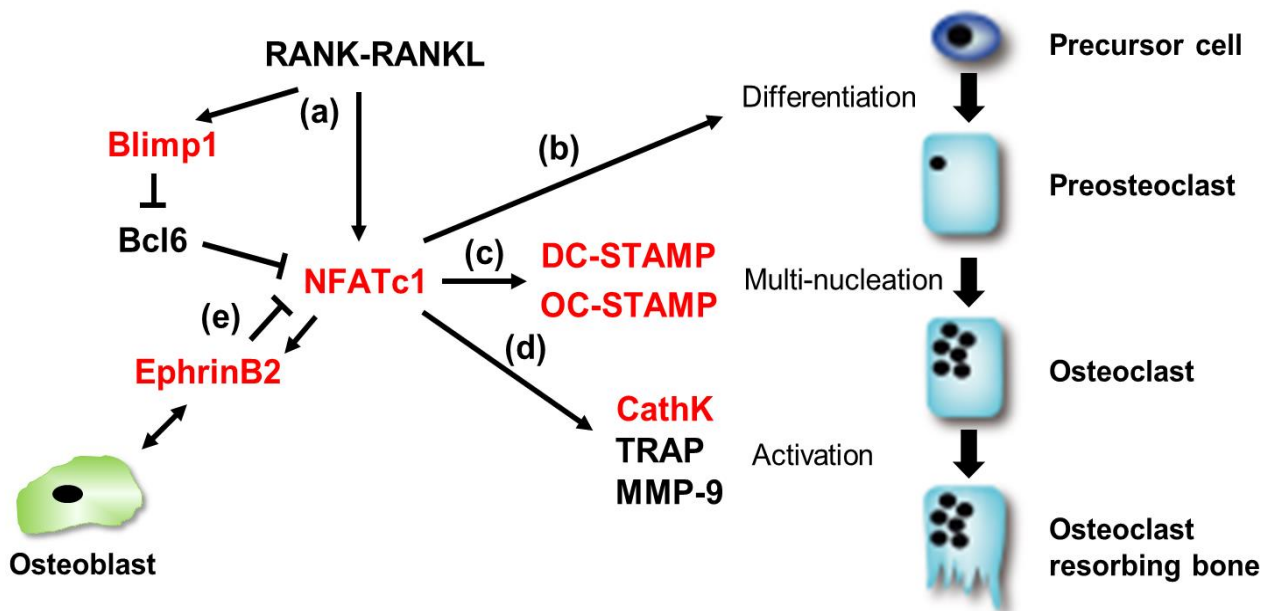 RANK-RANKL
(a)
Blimp1
Bcl6
NFATc1
(b)
(c)
DC-STAMP
OC-STAMP
(d)
(e)
EphrinB2
CathK
TRAP
MMP-9
Osteoblast
Differentiation
Multi-nucleation
Activation
Precursor cell
Preosteoclast
Osteoclast
Osteoclast
resorbing bone